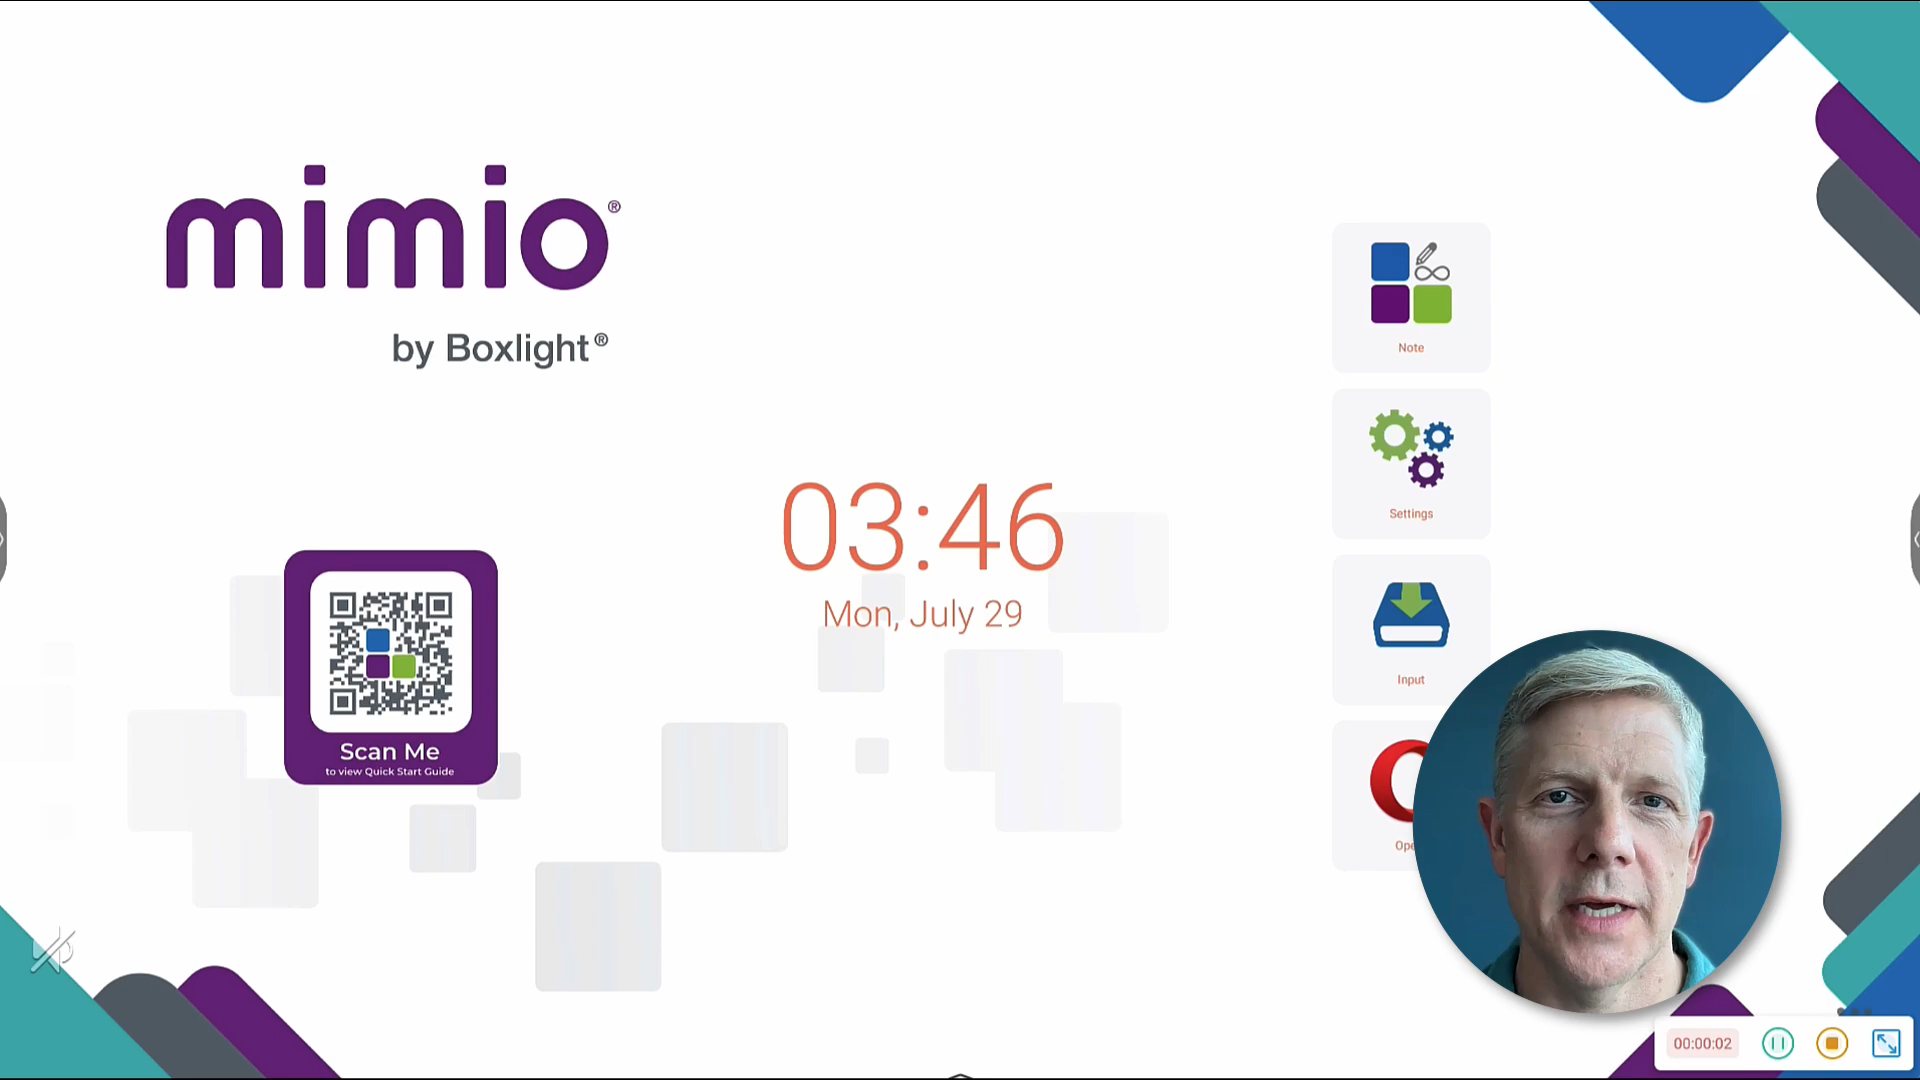 mimio®
by Boxlight®
03:46
Mon, July 29
Scan Me
to view Quick Start Guide
Note
Settings
Input
00:00:02